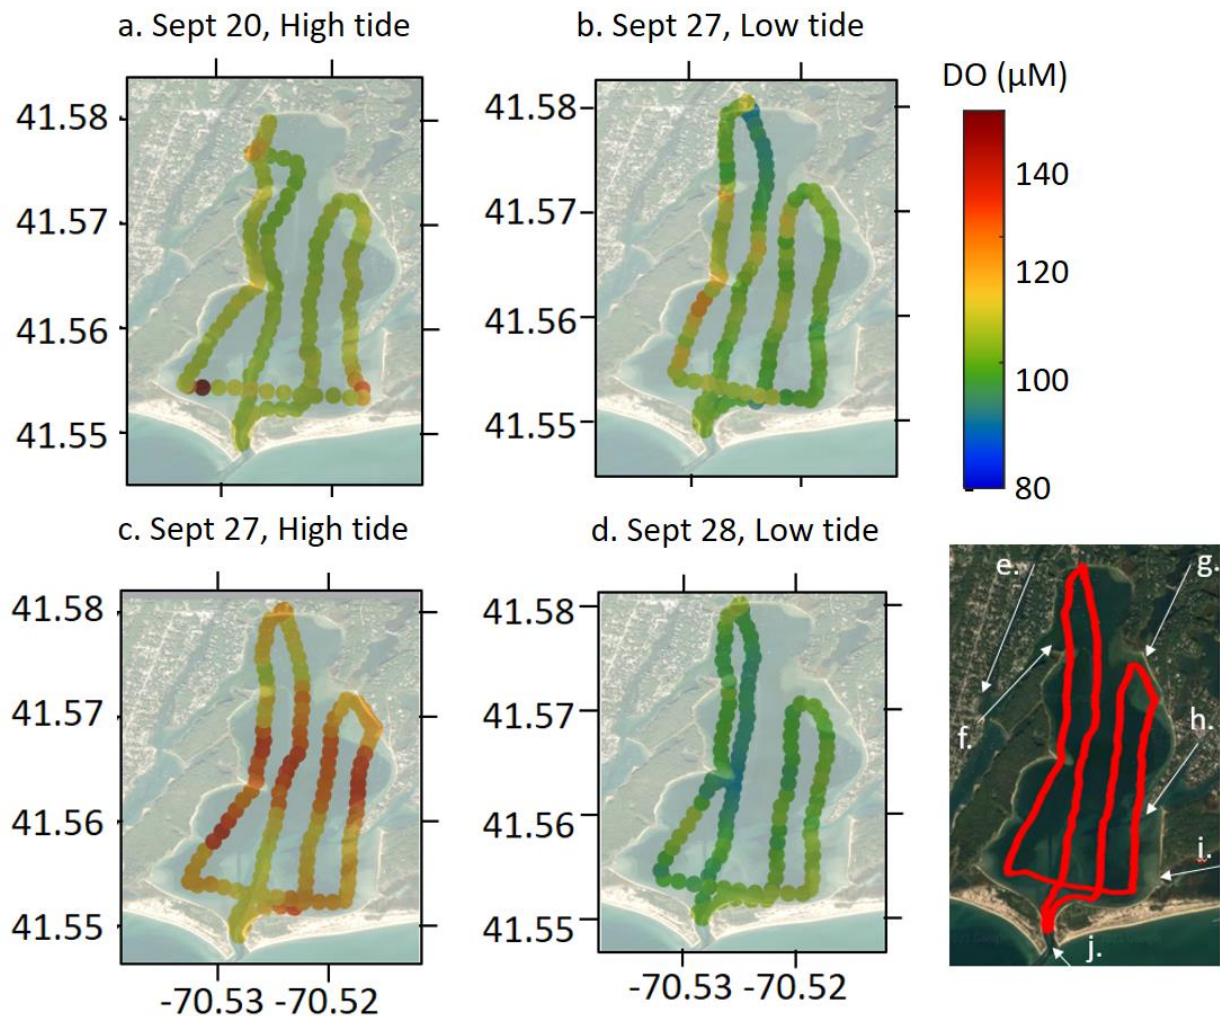 a. Sept 20, High tide
b. Sept 27, Low tide
DO (µM)
41.58
41.57
41.56
41.55
41.58
41.57
41.56
41.55
140
120
100
80
c. Sept 27, High tide
d. Sept 28, Low tide
41.58
41.57
41.56
41.55
-70.53 -70.52
41.58
41.57
41.56
41.55
-70.53 -70.52
e.
g.
f.
h.
i.
j.